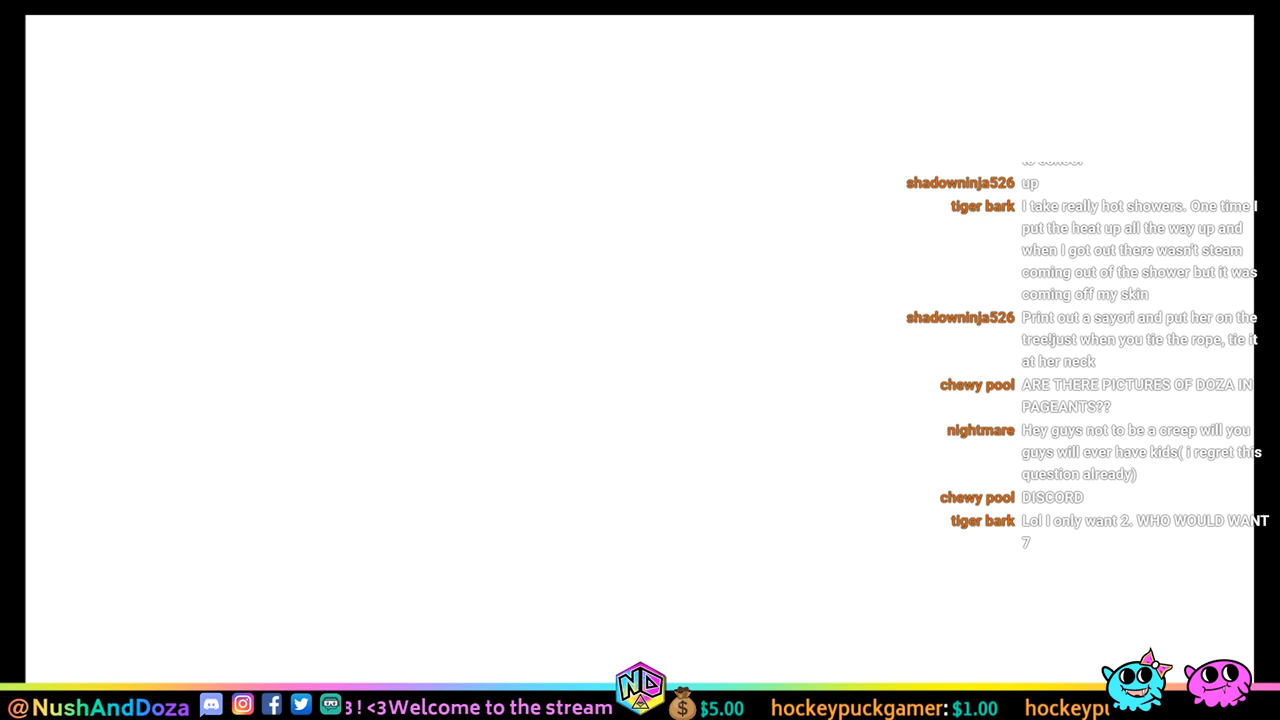 shadowninja526 up
tiger bark I take really hot showers. One time I
put the heat up all the way up and
when I got out there wasn't steam
coming out of the shower but it was
coming off my skin
shadowninja526 Print out a sayori and put her on the
tree!just when you tie the rope, tie it
at her neck
chewy pool ARE THERE PICTURES OF DOZA IN
PAGEANTS??
nightmare Hey guys not to be a creep will you
guys will ever have kids( i regret this
question already)
chewy pool DISCORD
tiger bark Lol I only want 2. WHO WOULD WANT
7
@NushAndDoza 3! <3Welcome to the stream ND $5.00 hockeypuckgamer: $1.00 hockeypu